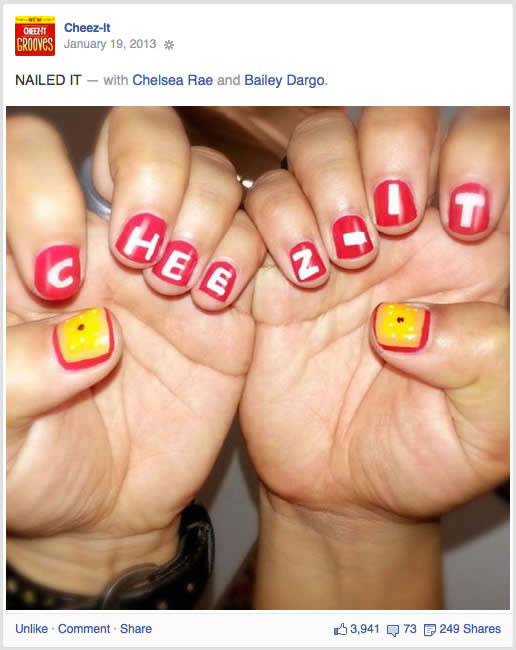 NEW
CHEEZ-IT
GROOVES
Cheez-It
January 19, 2013
NAILED IT — with Chelsea Rae and Bailey Dargo.
C H E E Z - I T
Unlike · Comment · Share
3,941 73 249 Shares